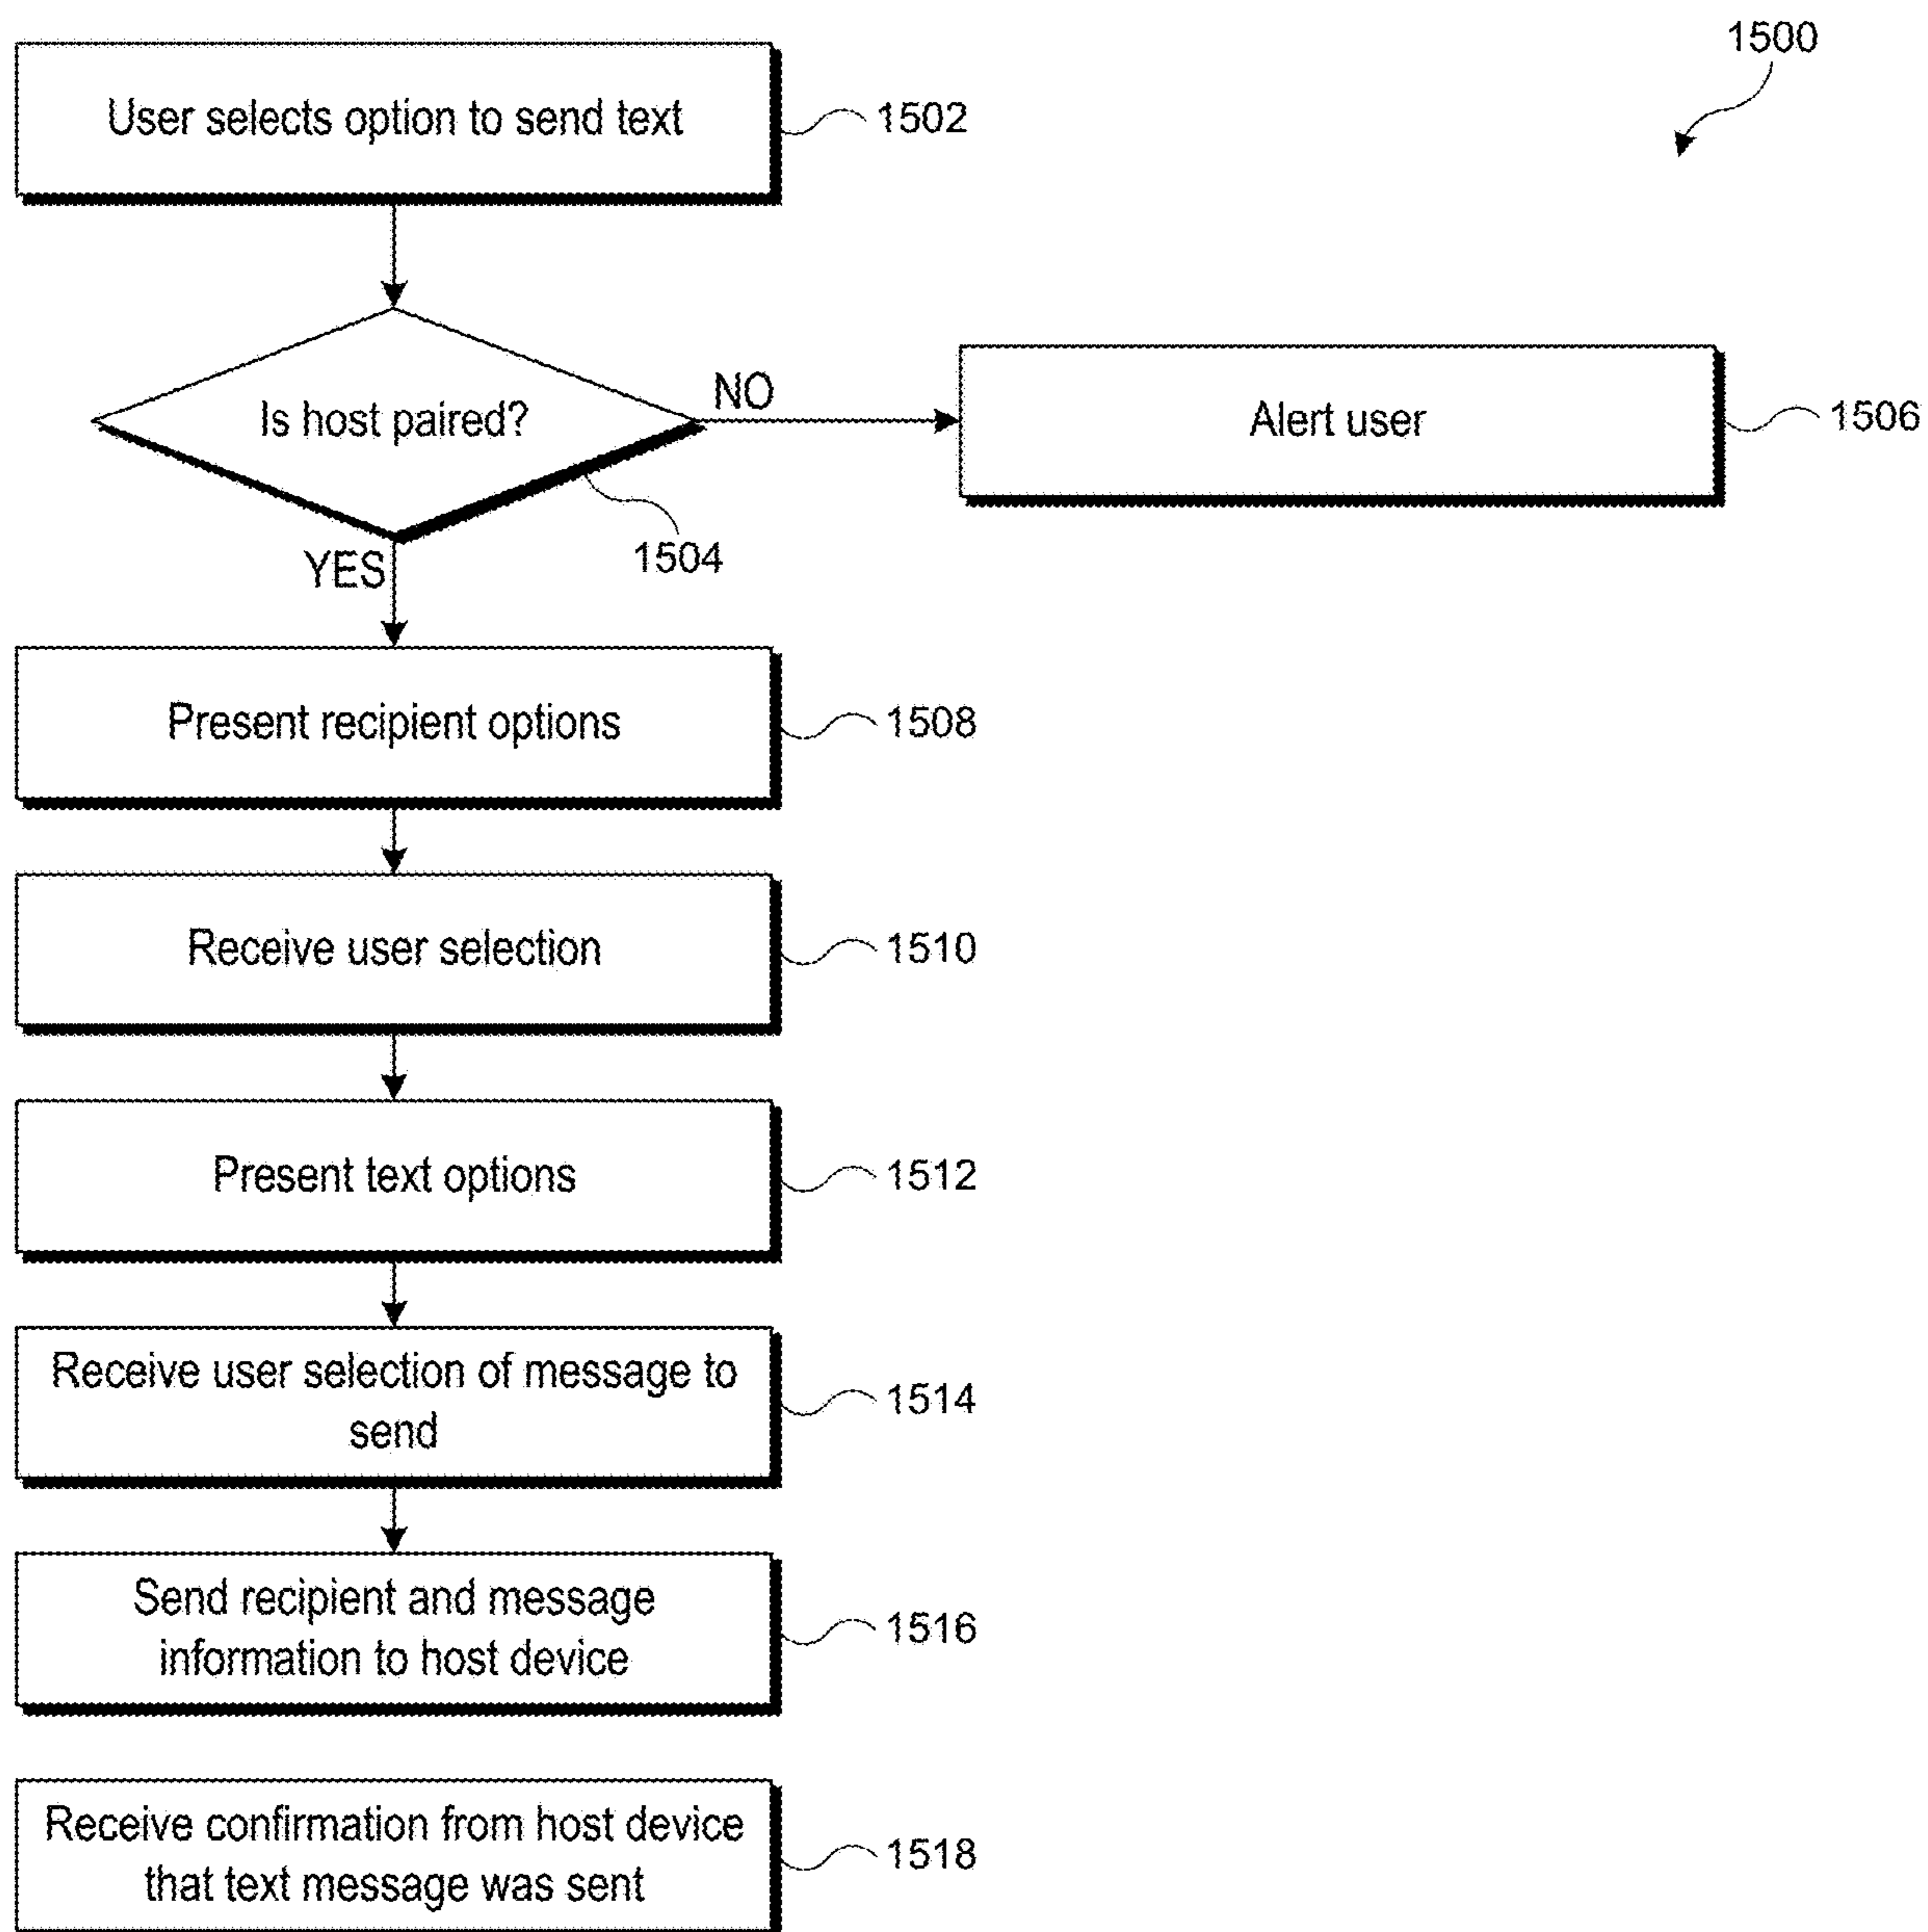 1500
User selects option to send text
1502
Is host paired?
NO
Alert user
1506
1504
YES
Present recipient options
1508
Receive user selection
1510
Present text options
1512
Receive user selection of message to
send
1514
Send recipient and message
information to host device
1516
Receive confirmation from host device
that text message was sent
1518